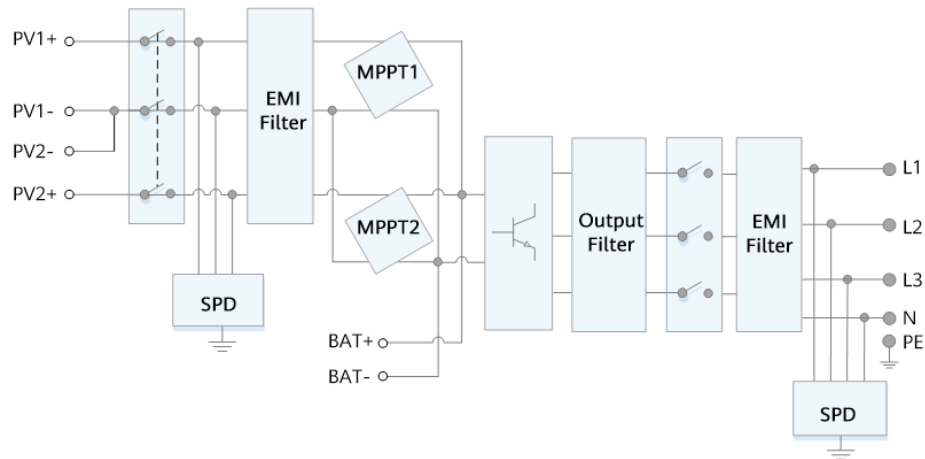 PV1+
PV1-
PV2-
PV2+
EMI
Filter
SPD
MPPT1
MPPT2
BAT+
BAT-
Output
Filter
EMI
Filter
L1
L2
L3
N
PE
SPD